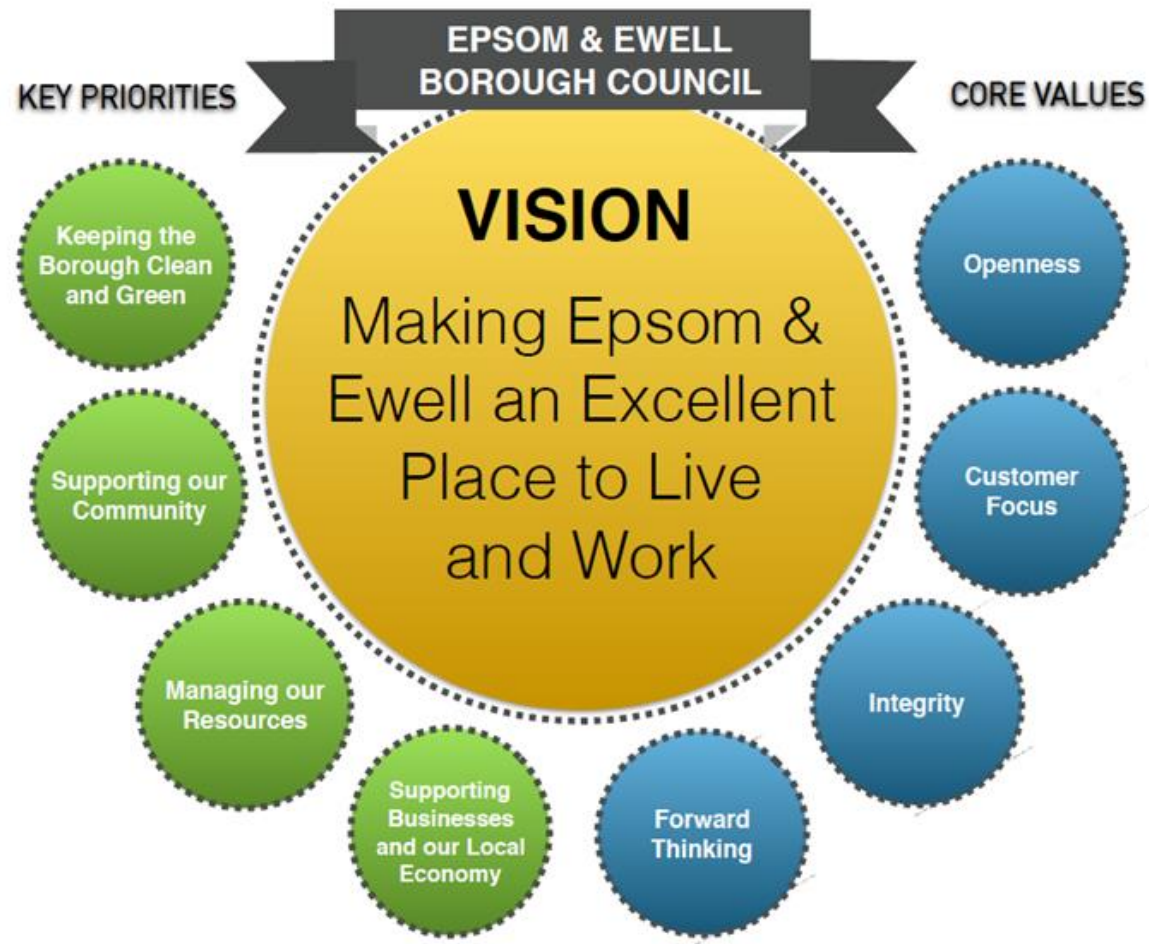 EPSOM & EWELL
BOROUGH COUNCIL
KEY PRIORITIES
Keeping the
Borough Clean
and Green
Supporting our
Community
Managing our
Resources
Supporting
Businesses
and our Local
Economy
VISION
Making Epsom &
Ewell an Excellent
Place to Live
and Work
CORE VALUES
Openness
Customer
Focus
Integrity
Forward
Thinking